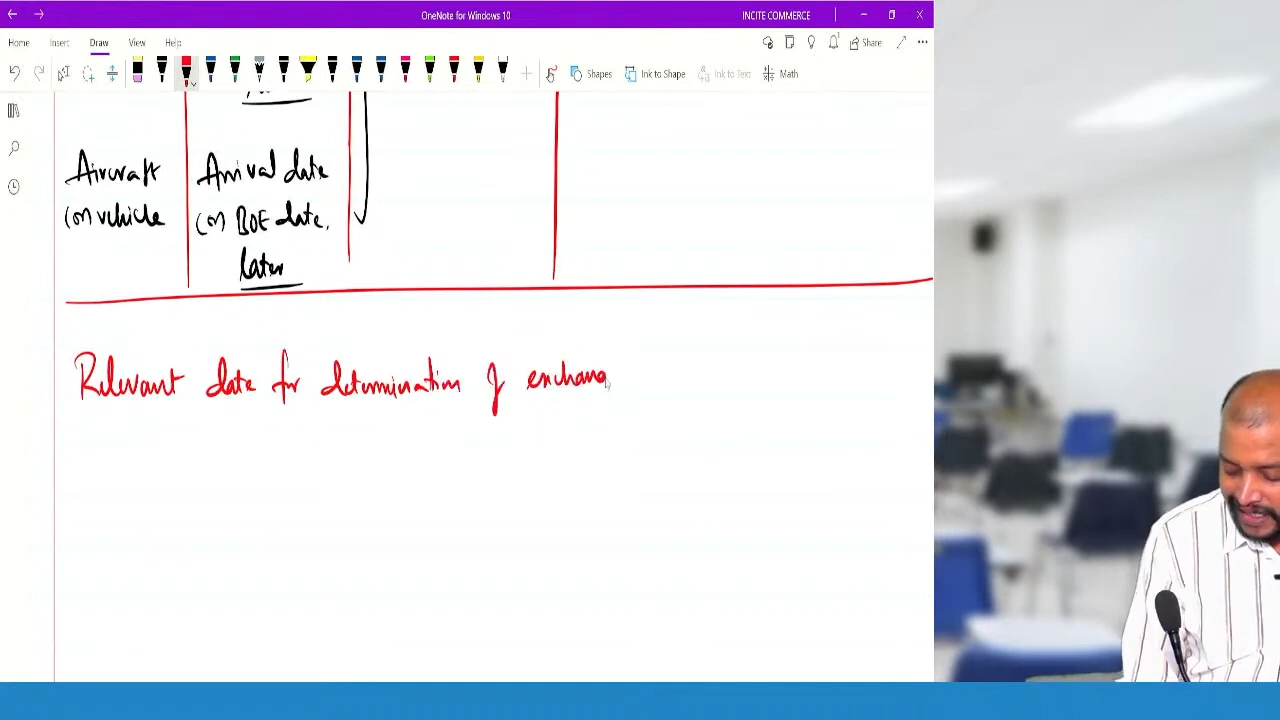 OneNote for Windows 10
INCITE COMMERCE
Home Insert Draw View Help
Share
Shapes Ink to Shape Ink to Text Math
Aircraft Arrival date
(or) vehicle (or) BOE date,
later
Relevant date for determination of exchang